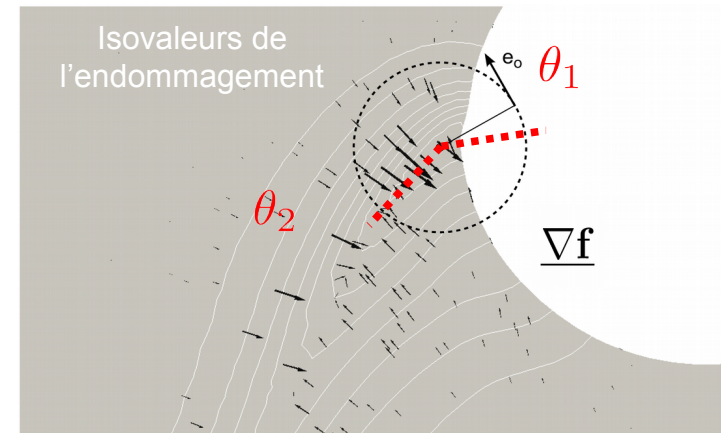 Isovaleurs de
l'endommagement
e₀
θ₁
θ₂
∇f